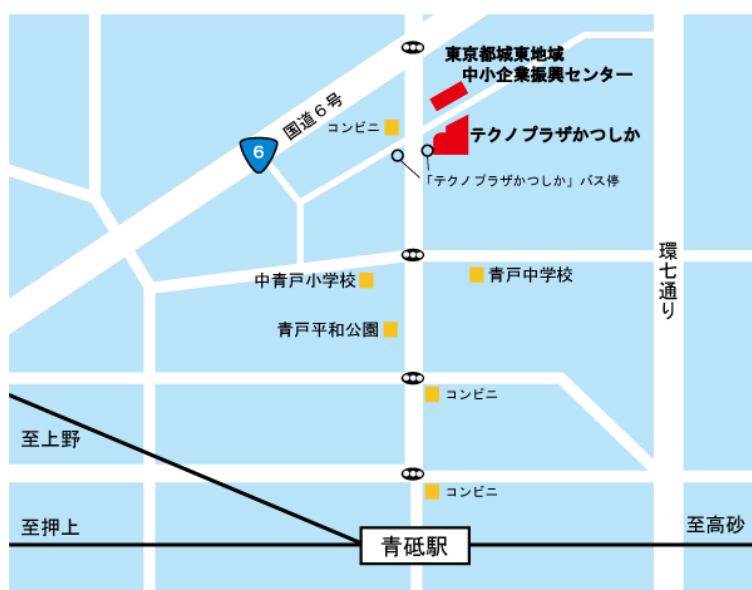 東京都城東地域
中小企業振興センター
国道6号
6
コンビニ
テクノプラザかつしか
「テクノプラザかつしか」バス停
環七通り
中青戸小学校
青戸中学校
青戸平和公園
コンビニ
至上野
コンビニ
至押上
青砥駅
至高砂